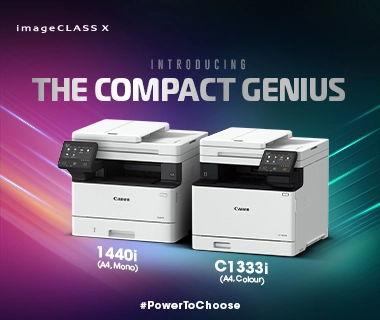 imageCLASS X
INTRODUCING
THE COMPACT GENIUS
Canon
Canon
1440i
(A4, Mono)
C1333i
(A4, Colour)
#PowerToChoose